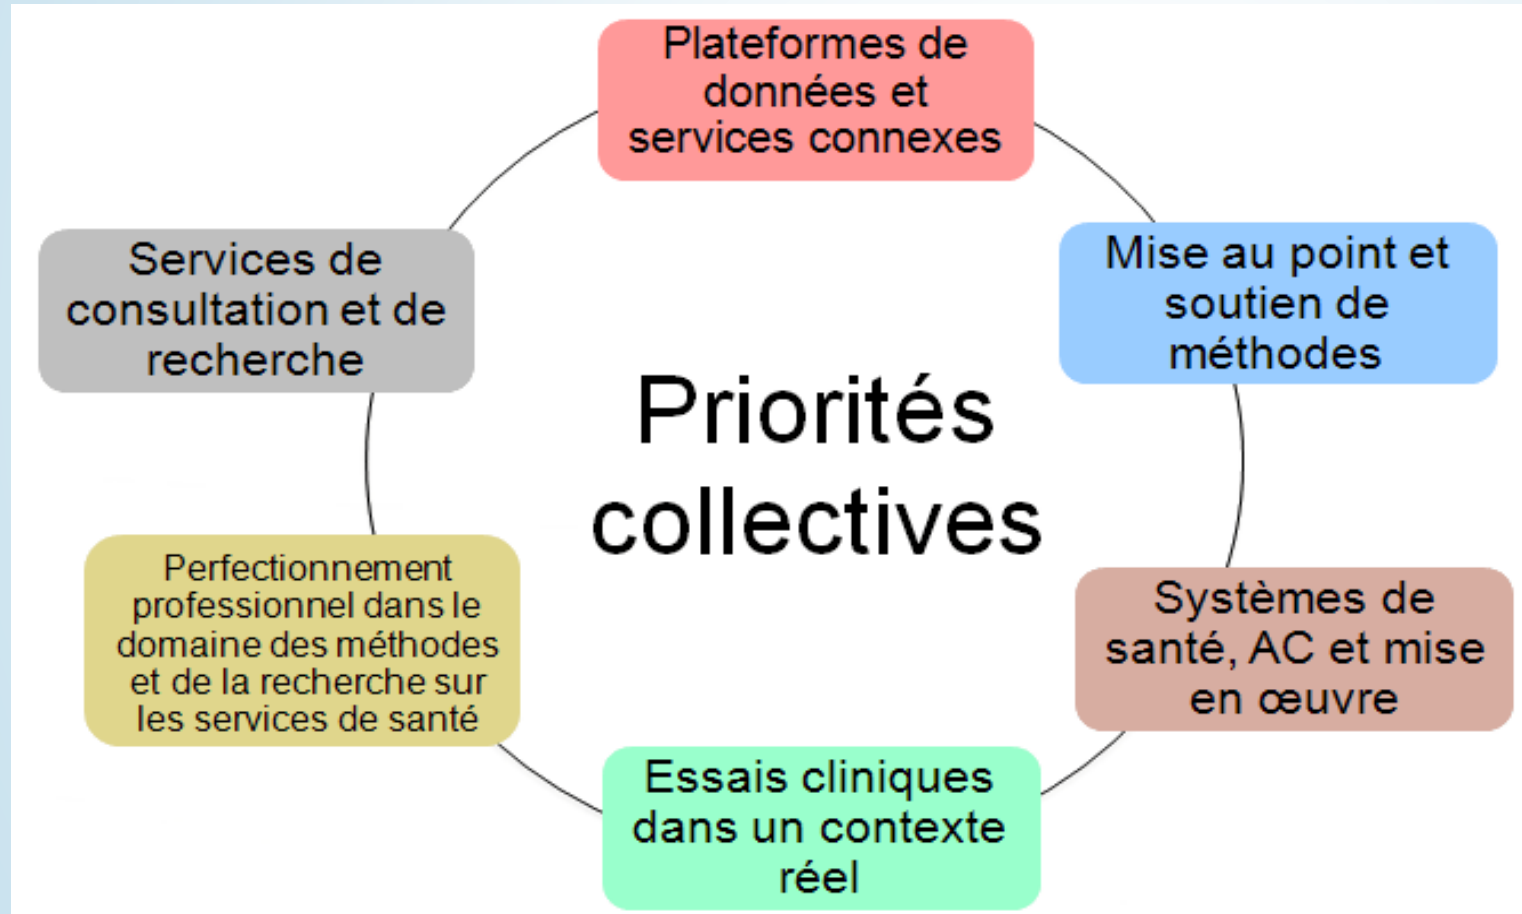 Plateformes de
données et
services connexes
Mise au point et
soutien de
méthodes
Systèmes de
santé, AC et mise
en œuvre
Essais cliniques
dans un contexte
réel
Perfectionnement
professionnel dans le
domaine des méthodes
et de la recherche sur
les services de santé
Services de
consultation et de
recherche
Priorités
collectives